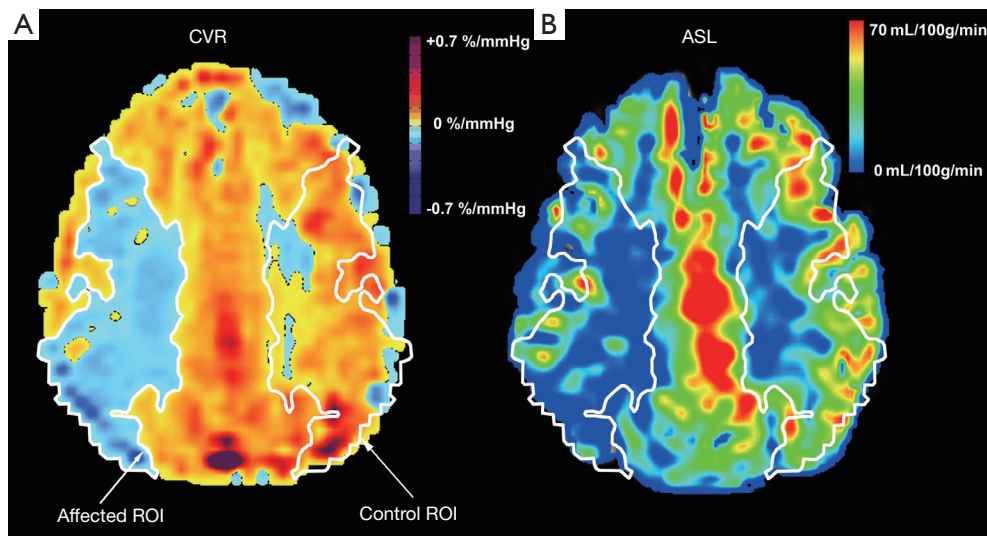 A
CVR
+0.7 %/mmHg
0 %/mmHg
-0.7 %/mmHg
Affected ROI
Control ROI
B
ASL
70 mL/100g/min
0 mL/100g/min